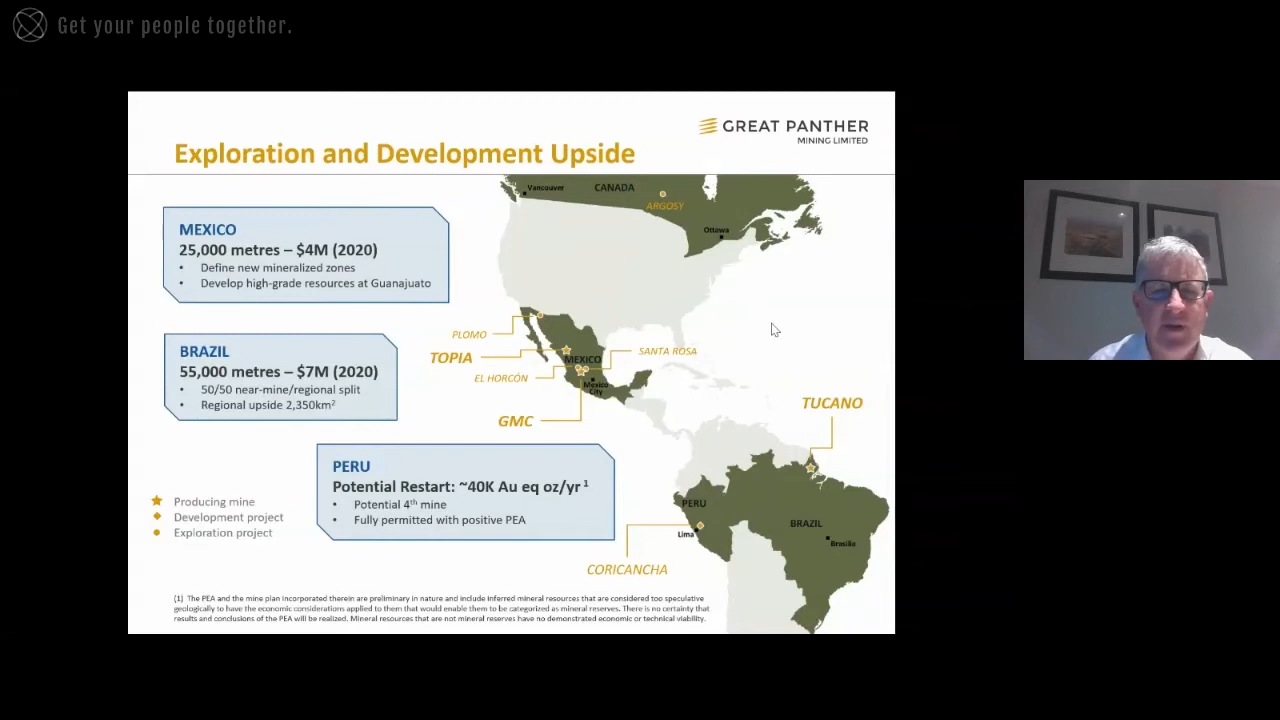 Get your people together.
GREAT PANTHER
MINING LIMITED
Exploration and Development Upside
MEXICO
25,000 metres – $4M (2020)
• Define new mineralized zones
• Develop high-grade resources at Guanajuato
BRAZIL
55,000 metres – $7M (2020)
• 50/50 near-mine/regional split
• Regional upside 2,350km²
PERU
Potential Restart: ~40K Au eq oz/yr ¹
• Potential 4th mine
• Fully permitted with positive PEA
Producing mine
Development project
Exploration project
Vancouver
CANADA
ARGOSY
Ottawa
PLOMO
TOPIA
MEXICO
SANTA ROSA
EL HORCÓN
Mexico
City
GMC
TUCANO
PERU
Lima
BRAZIL
Brasilia
CORICANCHA
(1) The PEA and the mine plan incorporated therein are preliminary in nature and include inferred mineral resources that are considered too speculative
geologically to have the economic considerations applied to them that would enable them to be categorized as mineral reserves. There is no certainty that
results and conclusions of the PEA will be realized. Mineral resources that are not mineral reserves have no demonstrated economic or technical viability.